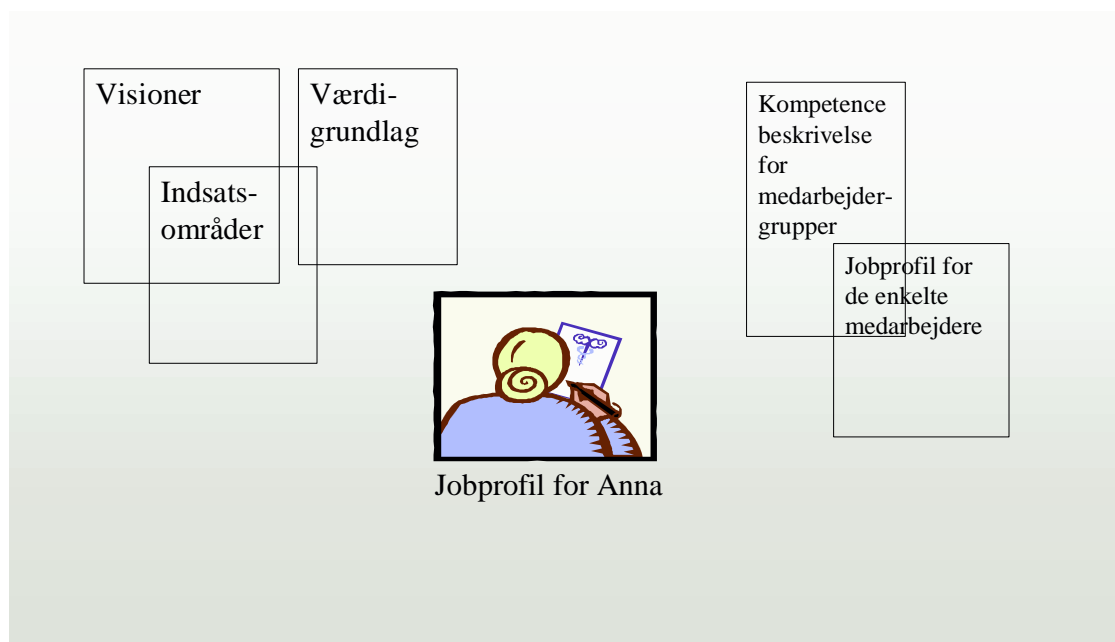 Visioner
Værdi-
grundlag
Indsats-
områder
Kompetence
beskrivelse
for
medarbejder-
grupper
Jobprofil for
de enkelte
medarbejdere
Jobprofil for Anna